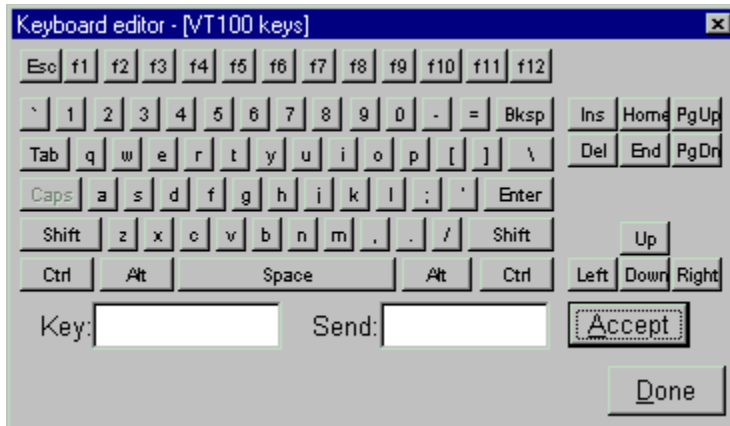 Keyboard editor - [VT100 keys]
Esc f1 f2 f3 f4 f5 f6 f7 f8 f9 f10 f11 f12
` 1 2 3 4 5 6 7 8 9 0 - = Bksp Ins Home PgUp
Tab q w e r t y u i o p [ ] \ Del End PgDn
Caps a s d f g h j k l ; ' Enter
Shift z x c v b n m , . / Shift Up
Ctrl Alt Space Alt Ctrl Left Down Right
Key: Send: Accept
Done